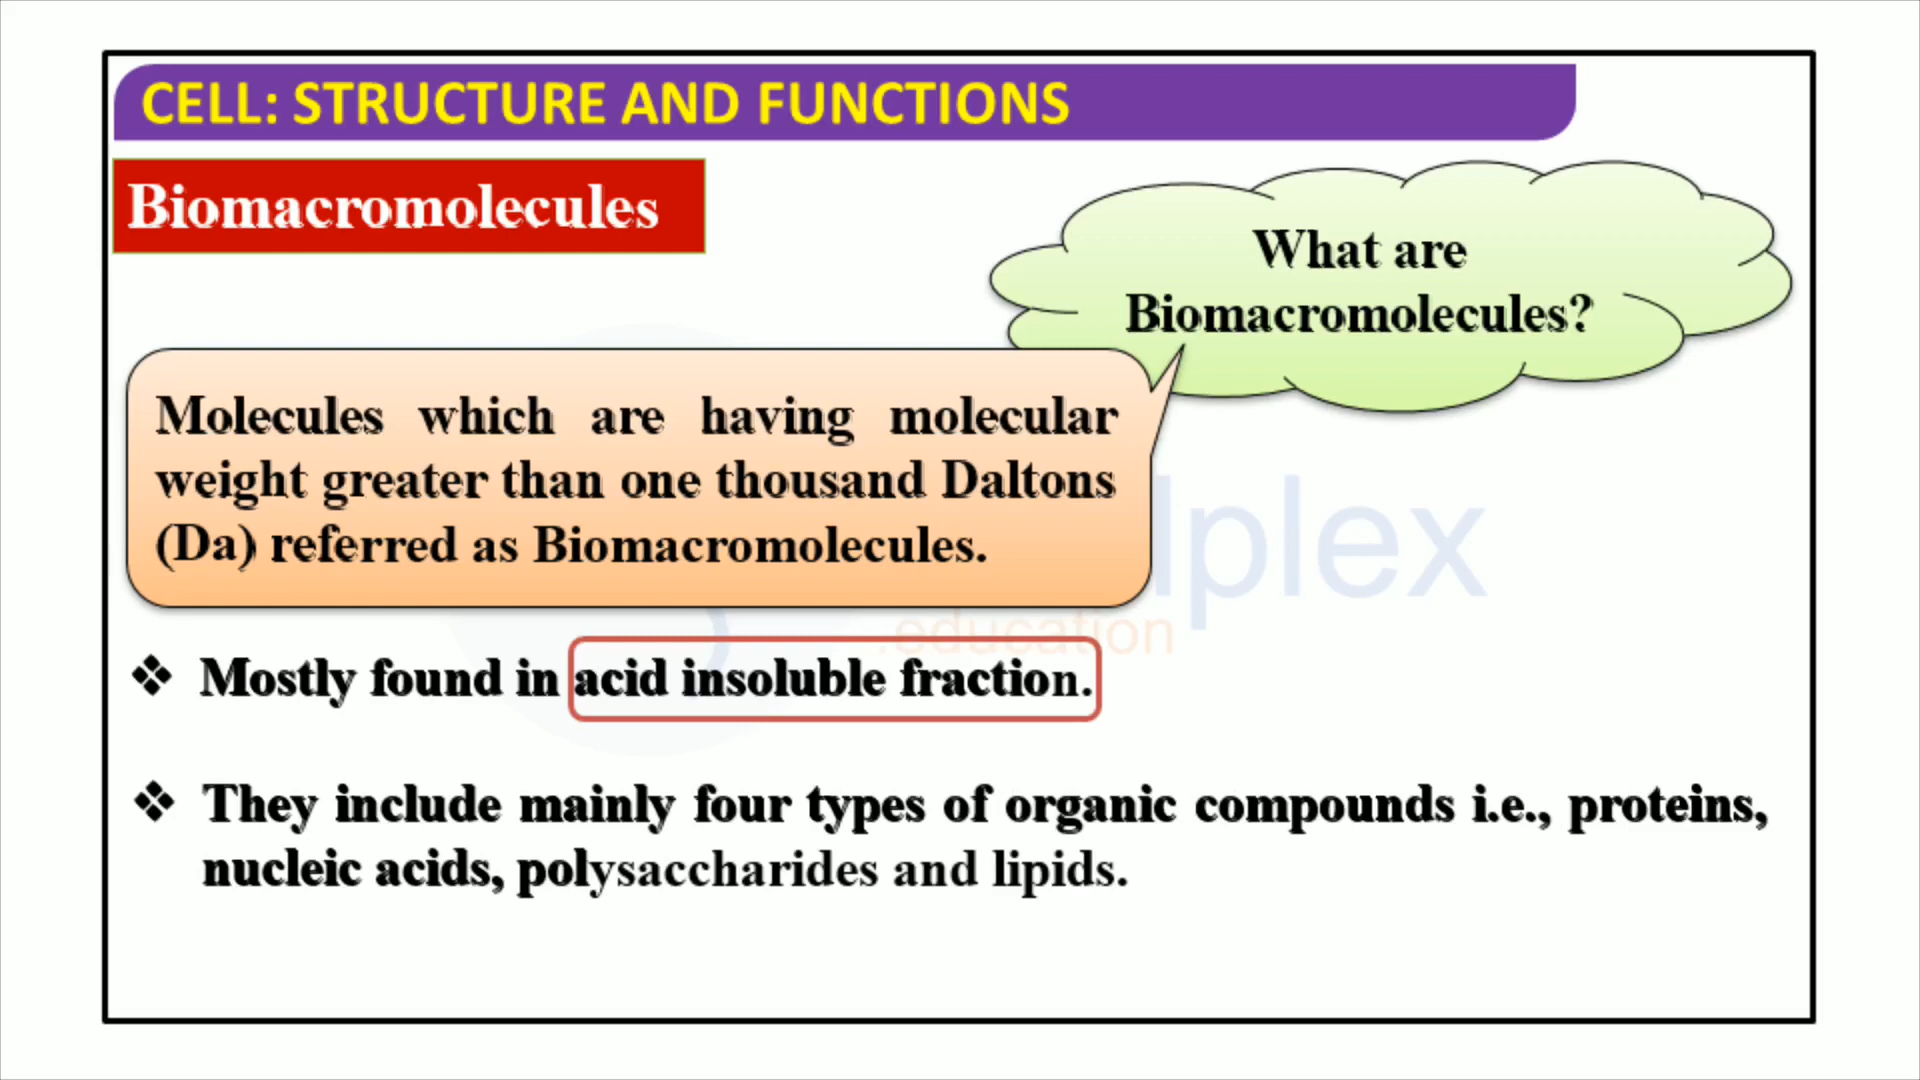 CELL: STRUCTURE AND FUNCTIONS
Biomacromolecules
What are
Biomacromolecules?
Molecules which are having molecular
weight greater than one thousand Daltons
(Da) referred as Biomacromolecules.
lplex
.education
Mostly found in acid insoluble fraction.
They include mainly four types of organic compounds i.e., proteins,
nucleic acids, polysaccharides and lipids.